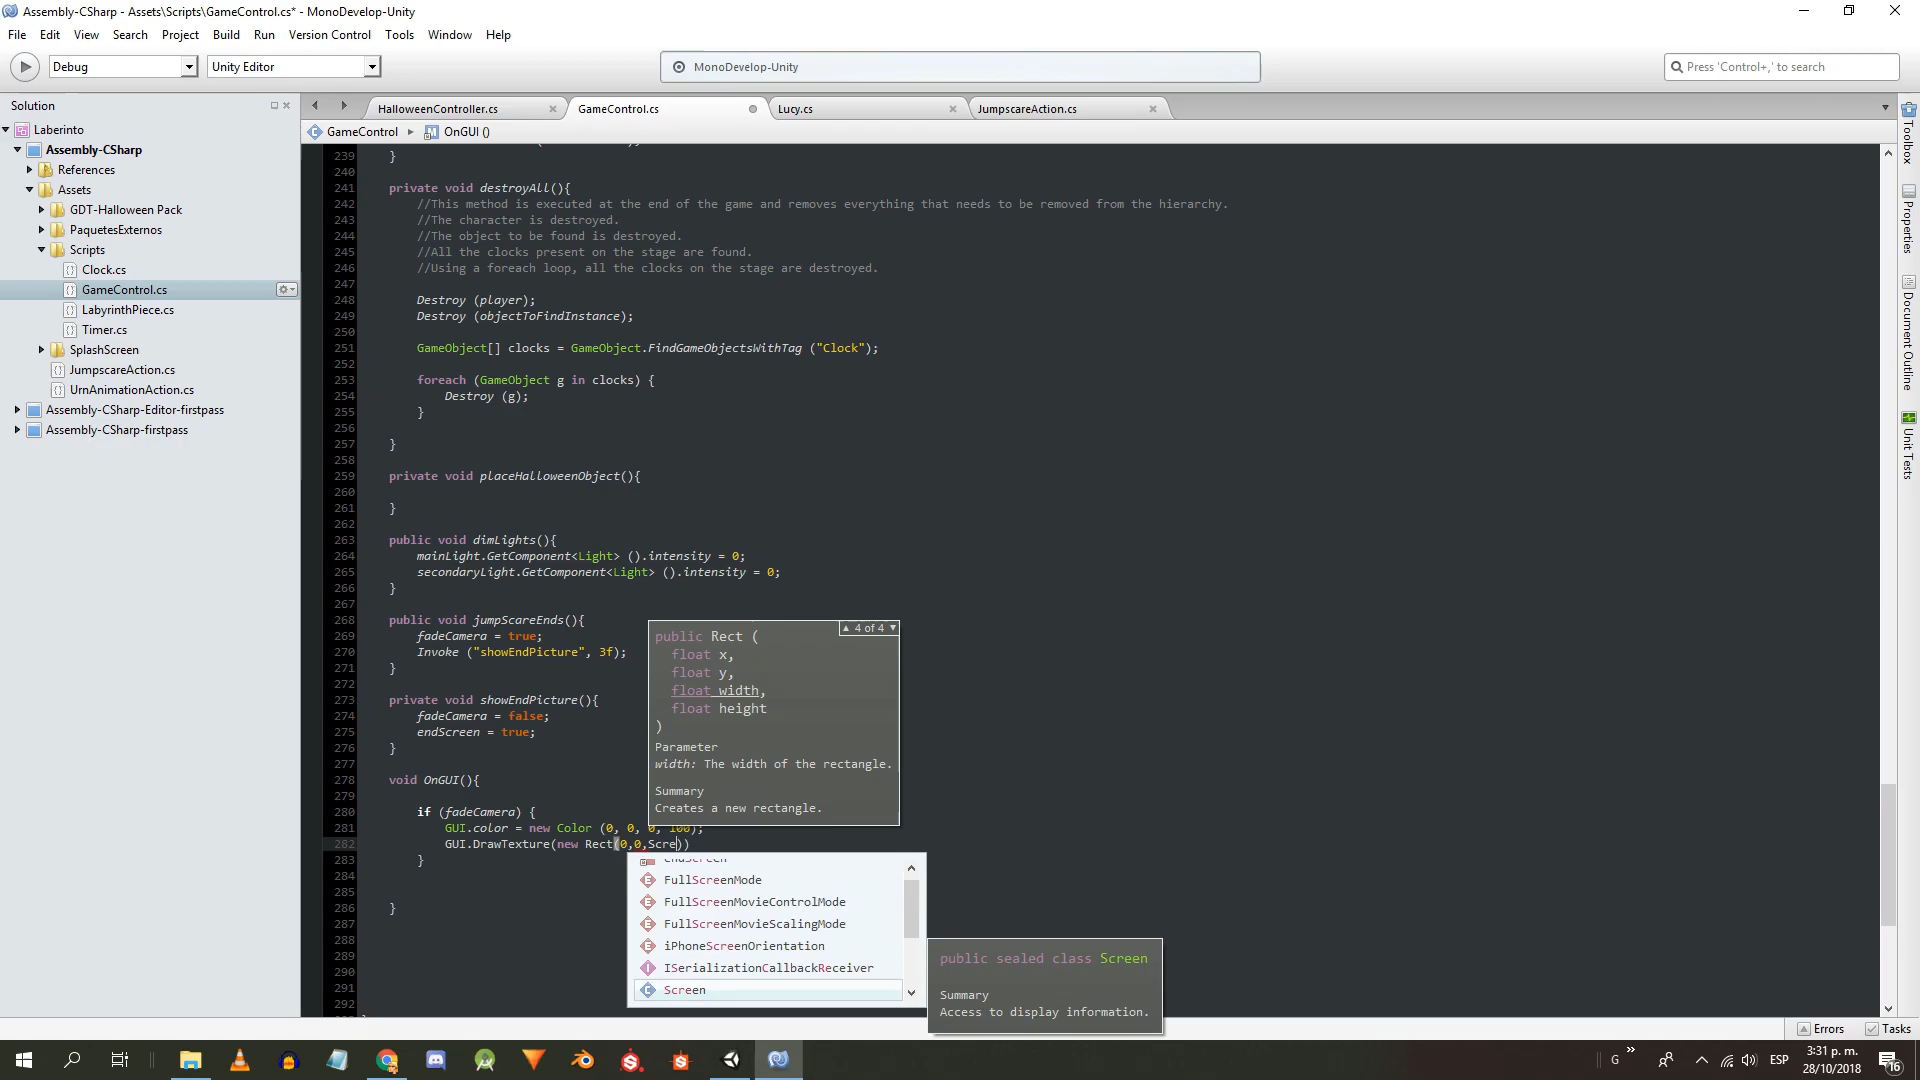 Assembly-CSharp - Assets\Scripts\GameControl.cs* - MonoDevelop-Unity
File Edit View Search Project Build Run Version Control Tools Window Help
Debug Unity Editor MonoDevelop-Unity Press 'Control+,' to search
Solution
Laberinto
Assembly-CSharp
References
Assets
GDT-Halloween Pack
PaquetesExternos
Scripts
Clock.cs
GameControl.cs
LabyrinthPiece.cs
Timer.cs
SplashScreen
JumpscareAction.cs
UrnAnimationAction.cs
Assembly-CSharp-Editor-firstpass
Assembly-CSharp-firstpass
HalloweenController.cs GameControl.cs Lucy.cs JumpscareAction.cs
GameControl OnGUI ()
239 }
240
241 private void destroyAll(){
242 //This method is executed at the end of the game and removes everything that needs to be removed from the hierarchy.
243 //The character is destroyed.
244 //The object to be found is destroyed.
245 //All the clocks present on the stage are found.
246 //Using a foreach loop, all the clocks on the stage are destroyed.
247
248 Destroy (player);
249 Destroy (objectToFindInstance);
250
251 GameObject[] clocks = GameObject.FindGameObjectsWithTag ("Clock");
252
253 foreach (GameObject g in clocks) {
254 Destroy (g);
255 }
256
257 }
258
259 private void placeHalloweenObject(){
260
261 }
262
263 public void dimLights(){
264 mainLight.GetComponent<Light> ().intensity = 0;
265 secondaryLight.GetComponent<Light> ().intensity = 0;
266 }
267
268 public void jumpScareEnds(){
269 fadeCamera = true;
270 Invoke ("showEndPicture", 3f);
271 }
272
273 private void showEndPicture(){
274 fadeCamera = false;
275 endScreen = true;
276 }
277
278 void OnGUI(){
279
280 if (fadeCamera) {
281 GUI.color = new Color (0, 0, 0, 100);
282 GUI.DrawTexture(new Rect(0,0,Scre))
283 }
284
285
286 }
287
288
289
290
291
292
4 of 4
public Rect (
float x,
float y,
float width,
float height
)
Parameter
width: The width of the rectangle.
Summary
Creates a new rectangle.
endScreen
FullScreenMode
FullScreenMovieControlMode
FullScreenMovieScalingMode
iPhoneScreenOrientation
ISerializationCallbackReceiver
Screen
public sealed class Screen
Summary
Access to display information.
Toolbox
Properties
Document Outline
Unit Tests
Errors Tasks
G » ESP
3:31 p. m.
28/10/2018
16